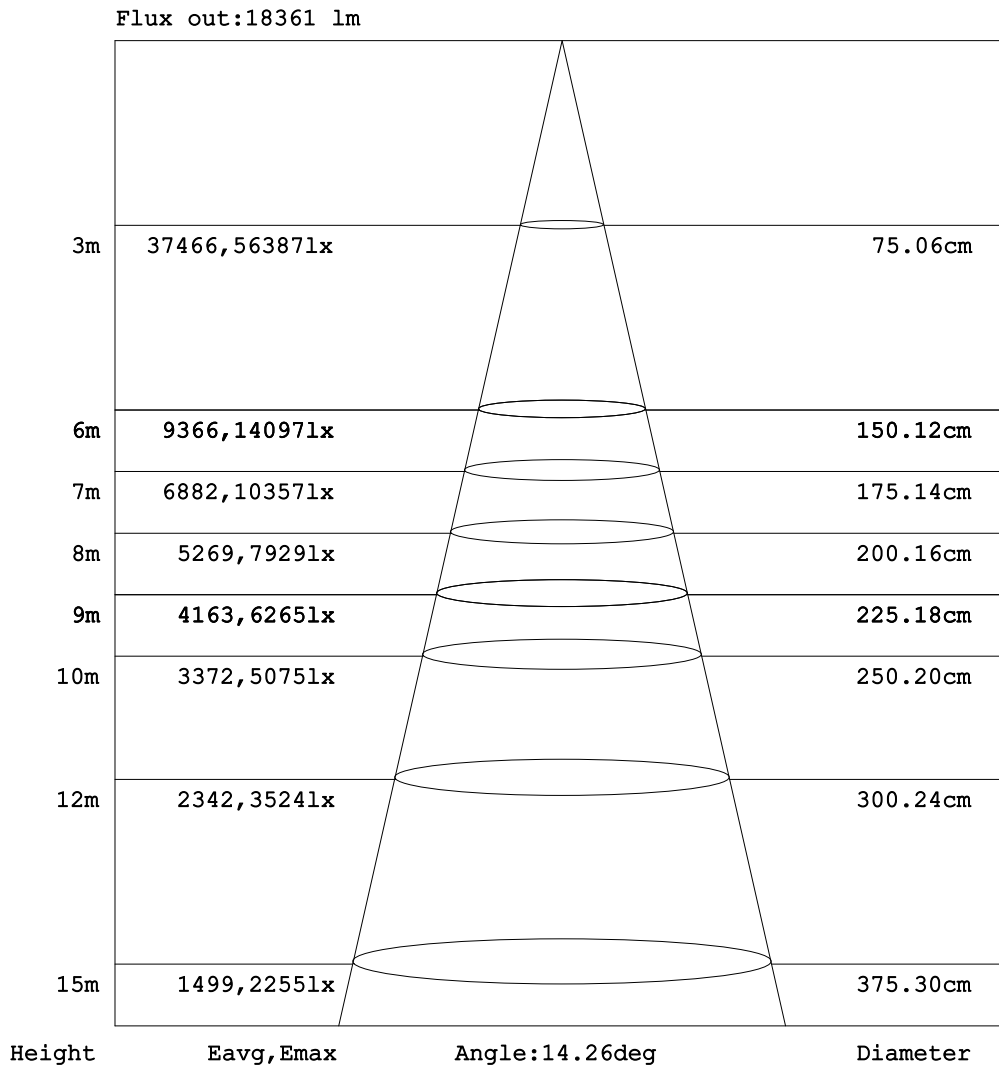 Flux out:18361 lm
3m 37466,56387lx 75.06cm
6m 9366,14097lx 150.12cm
7m 6882,10357lx 175.14cm
8m 5269,7929lx 200.16cm
9m 4163,6265lx 225.18cm
10m 3372,5075lx 250.20cm
12m 2342,3524lx 300.24cm
15m 1499,2255lx 375.30cm
Height Eavg,Emax Angle:14.26deg Diameter